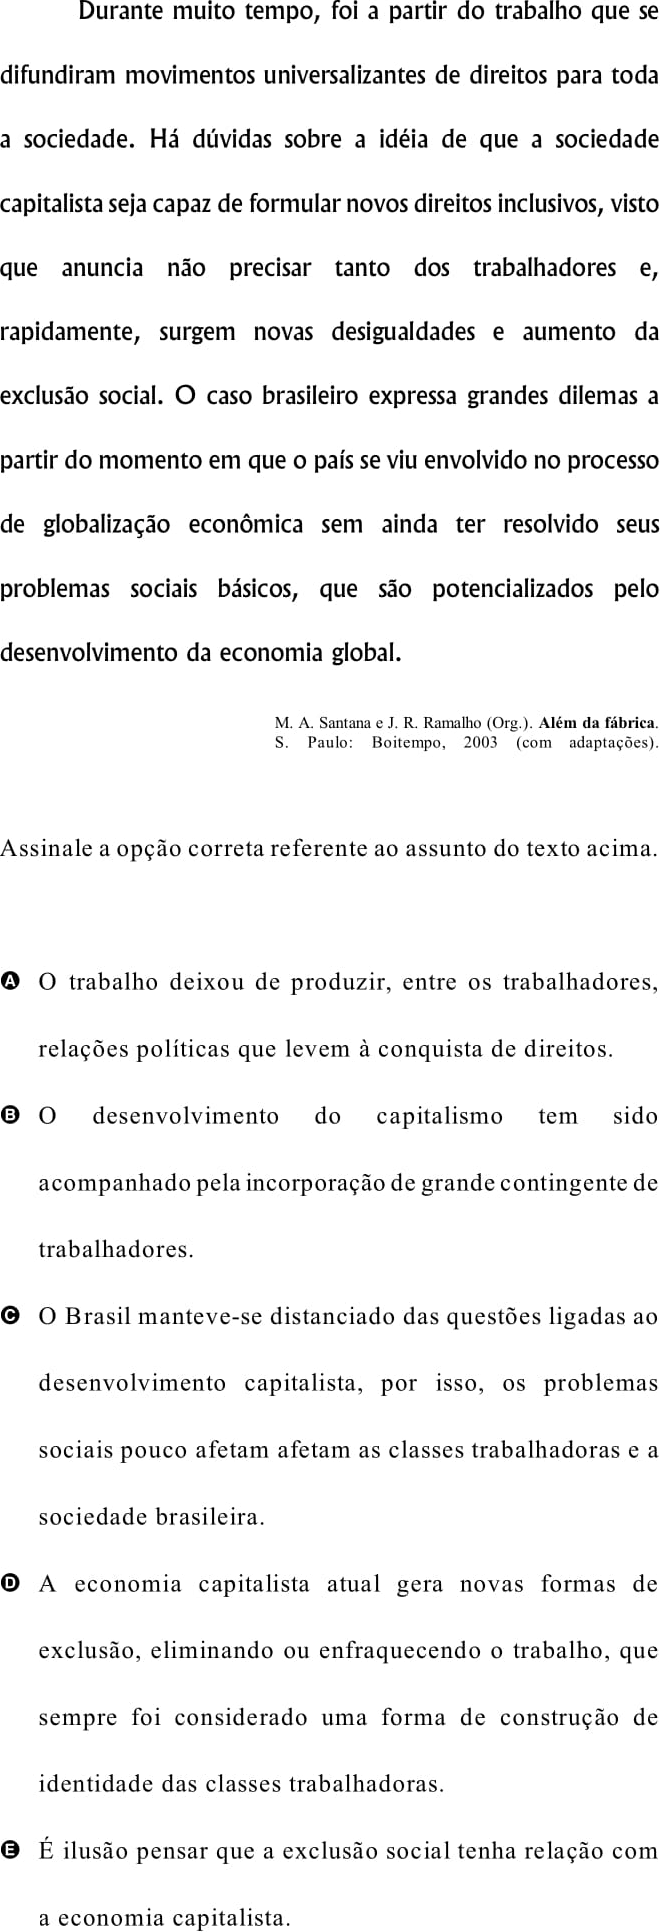 Durante muito tempo, foi a partir do trabalho que se
difundiram movimentos universalizantes de direitos para toda
a sociedade. Há dúvidas sobre a idéia de que a sociedade
capitalista seja capaz de formular novos direitos inclusivos, visto
que anuncia não precisar tanto dos trabalhadores e,
rapidamente, surgem novas desigualdades e aumento da
exclusão social. O caso brasileiro expressa grandes dilemas a
partir do momento em que o país se viu envolvido no processo
de globalização econômica sem ainda ter resolvido seus
problemas sociais básicos, que são potencializados pelo
desenvolvimento da economia global.
M. A. Santana e J. R. Ramalho (Org.). Além da fábrica.
S. Paulo: Boitempo, 2003 (com adaptações).
Assinale a opção correta referente ao assunto do texto acima.
A O trabalho deixou de produzir, entre os trabalhadores,
relações políticas que levem à conquista de direitos.
B O desenvolvimento do capitalismo tem sido
acompanhado pela incorporação de grande contingente de
trabalhadores.
C O Brasil manteve-se distanciado das questões ligadas ao
desenvolvimento capitalista, por isso, os problemas
sociais pouco afetam afetam as classes trabalhadoras e a
sociedade brasileira.
D A economia capitalista atual gera novas formas de
exclusão, eliminando ou enfraquecendo o trabalho, que
sempre foi considerado uma forma de construção de
identidade das classes trabalhadoras.
E É ilusão pensar que a exclusão social tenha relação com
a economia capitalista.